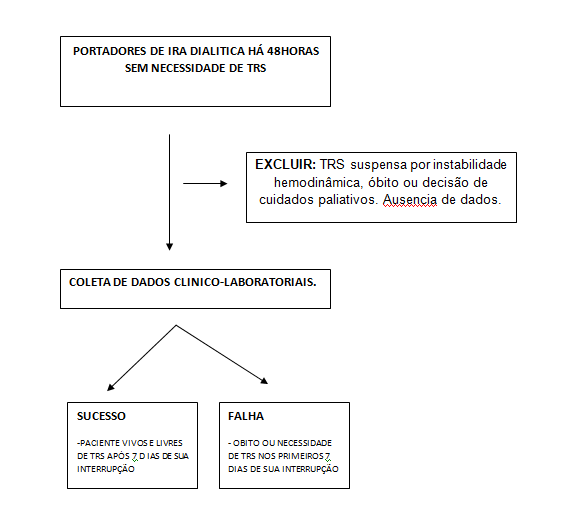 PORTADORES DE IRA DIALITICA HÁ 48HORAS
SEM NECESSIDADE DE TRS
EXCLUIR: TRS suspensa por instabilidade
hemodinâmica, óbito ou decisão de
cuidados paliativos. Ausencia de dados.
COLETA DE DADOS CLINICO-LABORATORIAIS.
SUCESSO
-PACIENTE VIVOS E LIVRES
DE TRS APÓS 7 DIAS DE SUA
INTERRUPÇÃO
FALHA
- OBITO OU NECESSIDADE
DE TRS NOS PRIMEIROS 7
DIAS DE SUA INTERRUPÇÃO